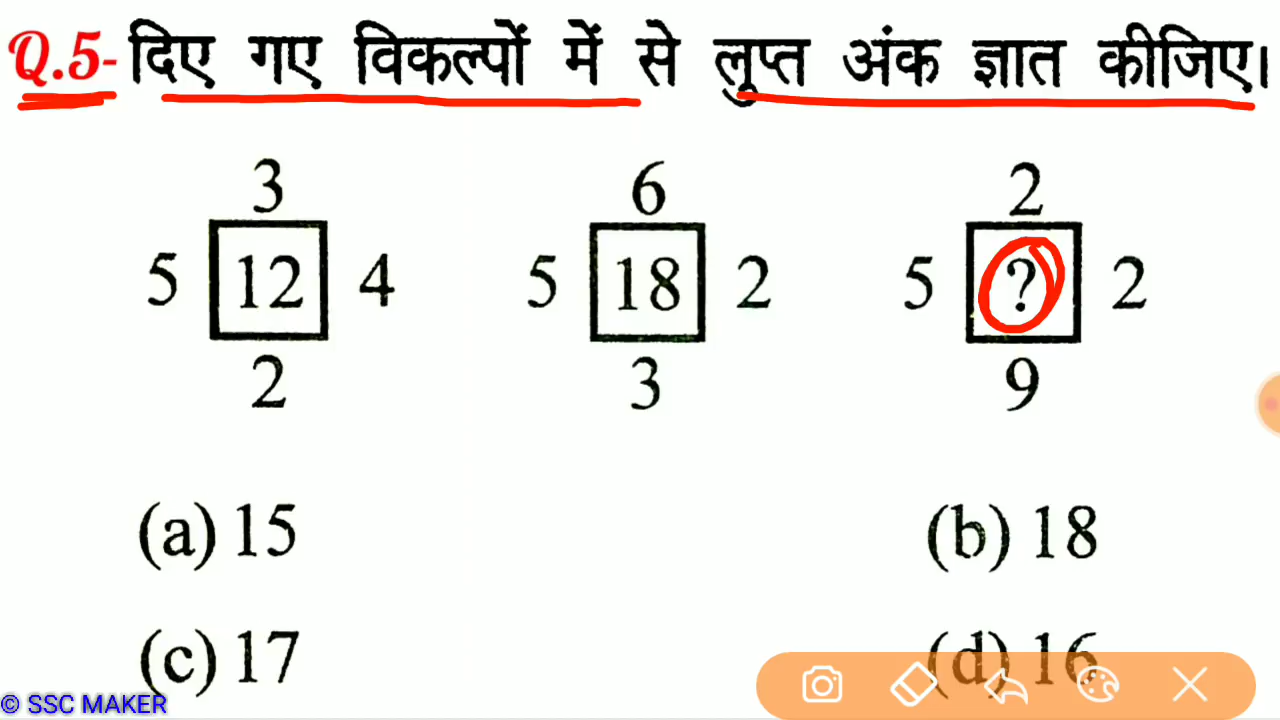 Q.5- दिए गए विकल्पों में से लुप्त अंक ज्ञात कीजिए।
3 6 2
5 12 4 5 18 2 5 ? 2
2 3 9
(a) 15 (b) 18
(c) 17 (d) 16
© SSC MAKER